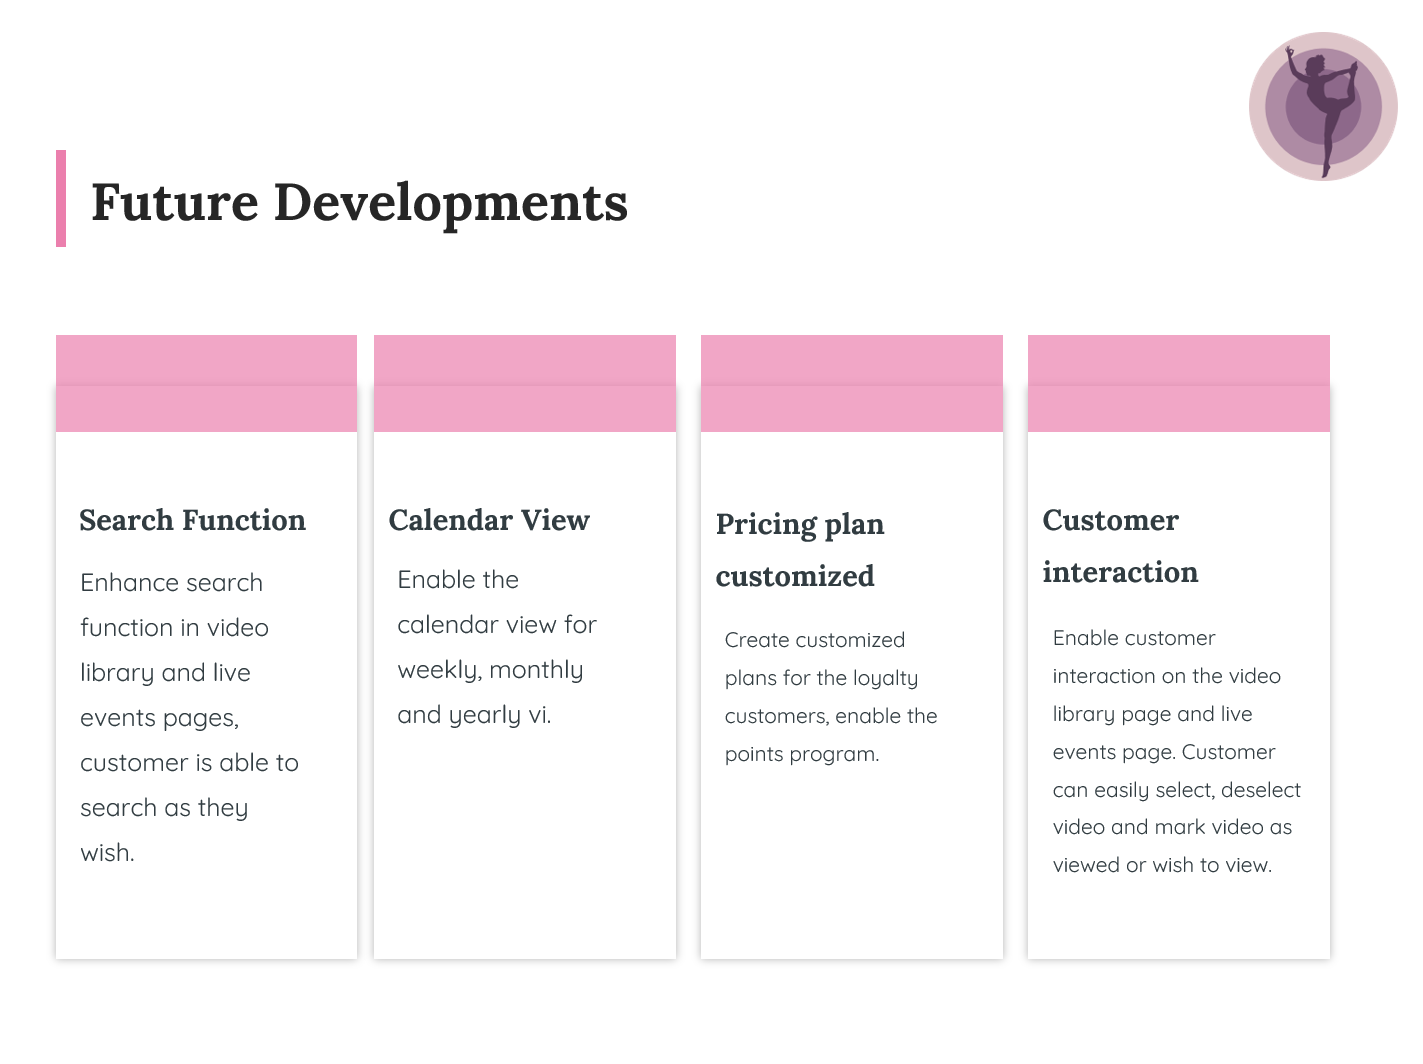 Future Developments
Search Function
Enhance search
function in video
library and live
events pages,
customer is able to
search as they
wish.
Calendar View
Enable the
calendar view for
weekly, monthly
and yearly vi.
Pricing plan
customized
Create customized
plans for the loyalty
customers, enable the
points program.
Customer
interaction
Enable customer
interaction on the video
library page and live
events page. Customer
can easily select, deselect
video and mark video as
viewed or wish to view.